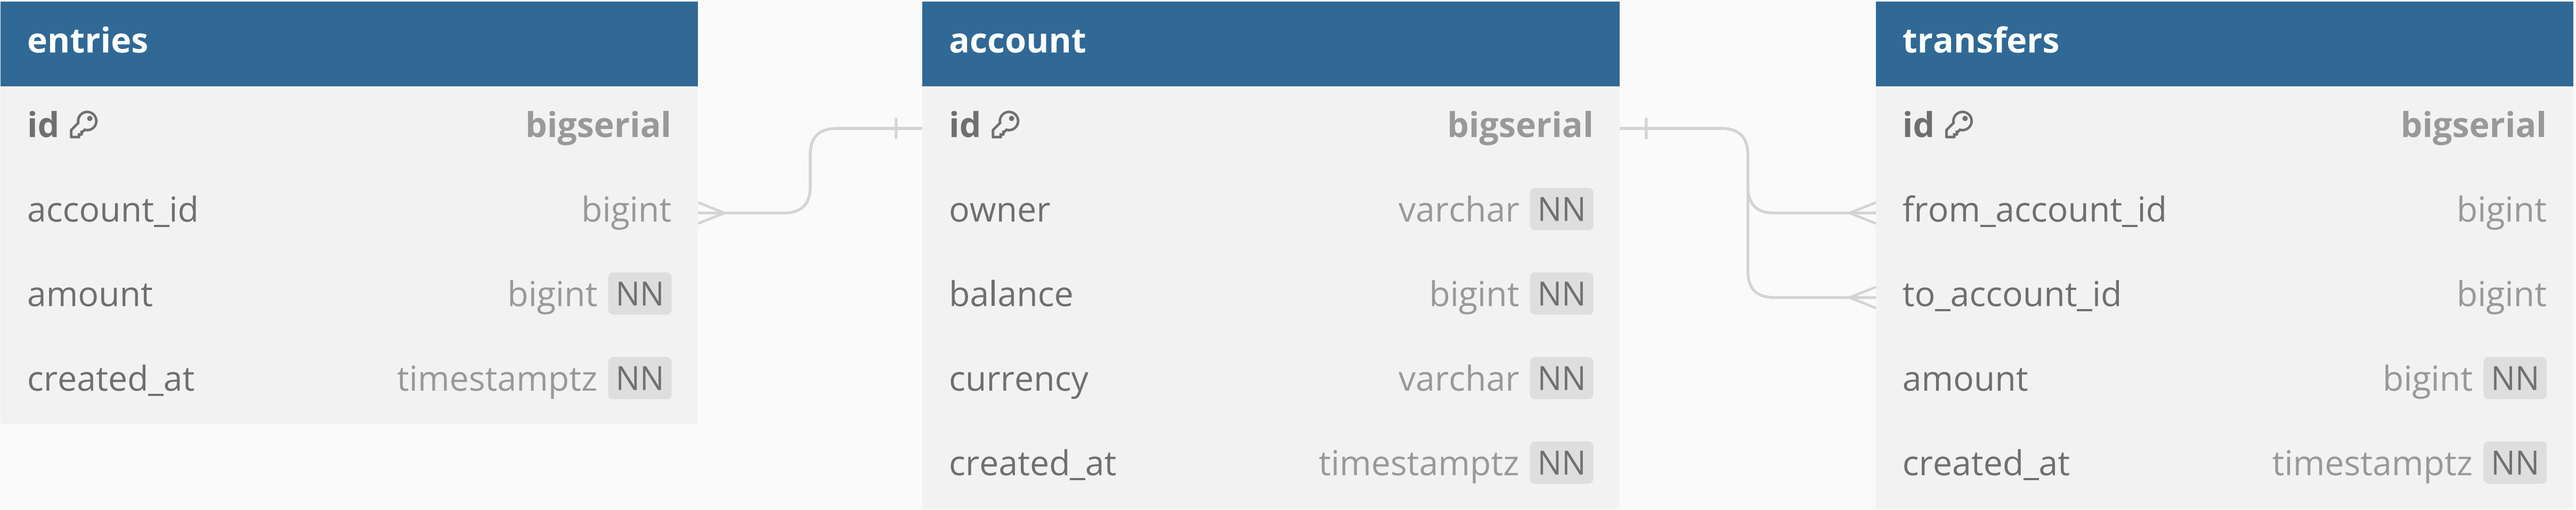 entries
id bigserial
account_id bigint
amount bigint NN
created_at timestamptz NN
account
id bigserial
owner varchar NN
balance bigint NN
currency varchar NN
created_at timestamptz NN
transfers
id bigserial
from_account_id bigint
to_account_id bigint
amount bigint NN
created_at timestamptz NN